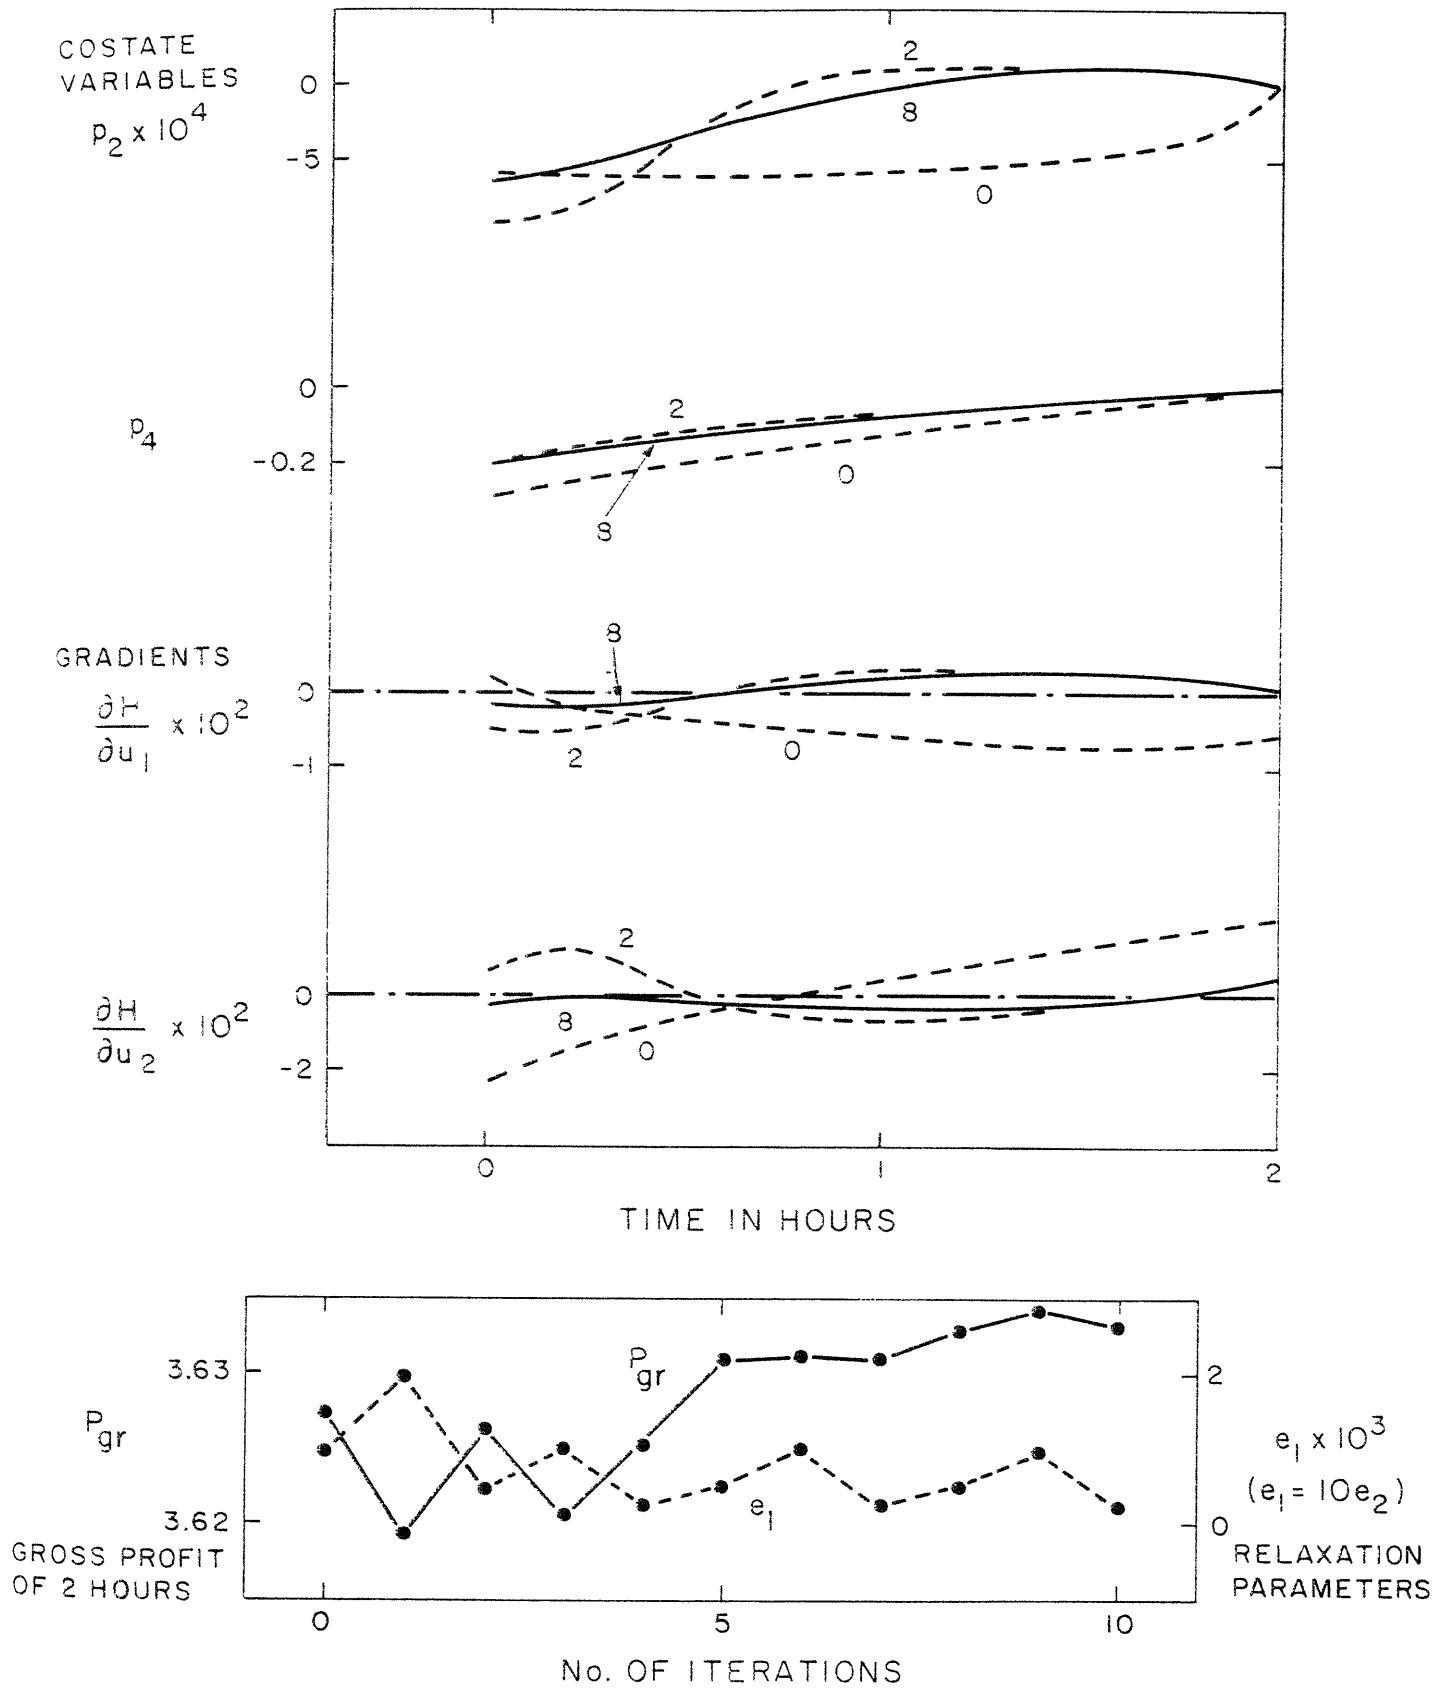 COSTATE
VARIABLES
p2 x 10^4
0
-5
2
8
0
p4
0
-0.2
2
0
8
GRADIENTS
∂H/∂u1 x 10^2
0
-1
8
2
0
∂H/∂u2 x 10^2
0
-2
2
8
0
0 1 2
TIME IN HOURS
3.63
Pgr
3.62
GROSS PROFIT
OF 2 HOURS
Pgr
e1
2
e1 x 10^3
(e1 = 10e2)
0
RELAXATION
PARAMETERS
0 5 10
No. OF ITERATIONS